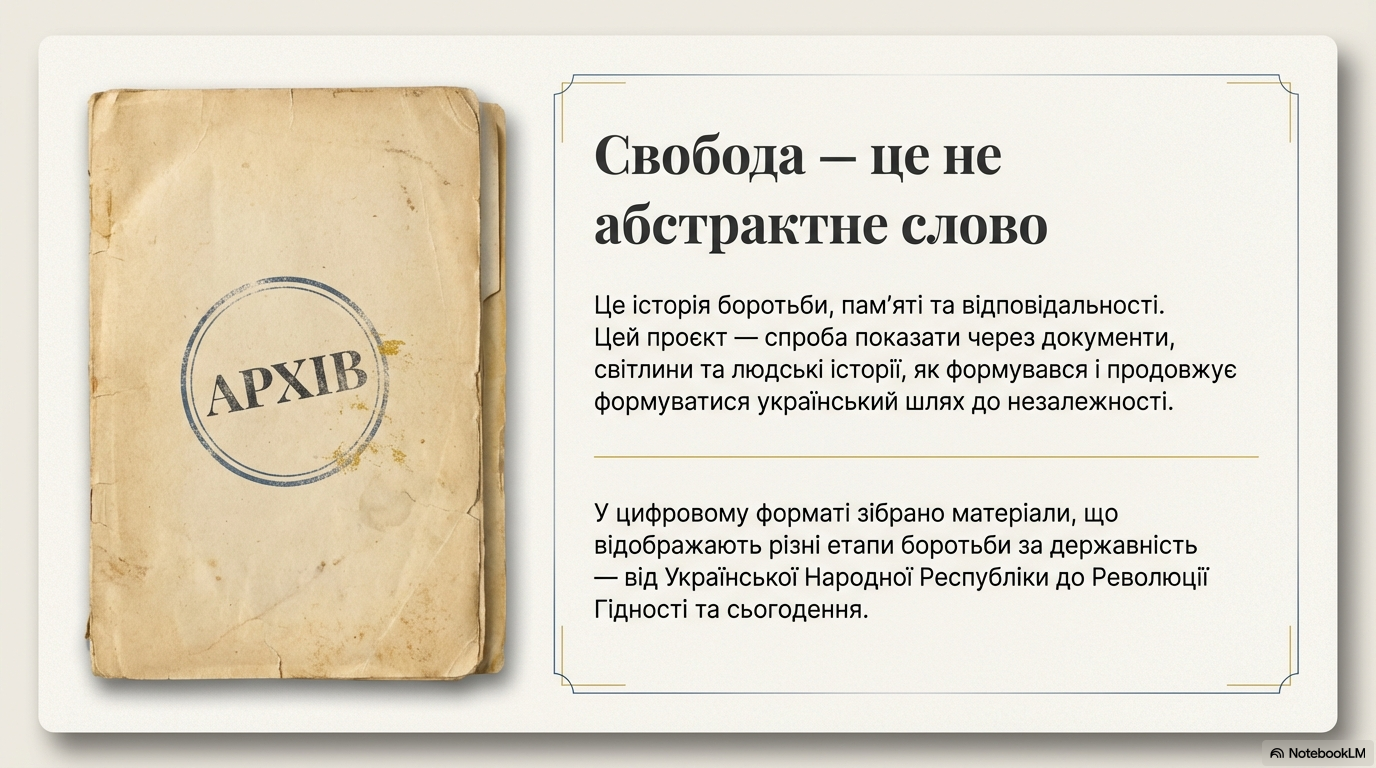 АРХІВ
Свобода — це не
абстрактне слово
Це історія боротьби, пам’яті та відповідальності.
Цей проєкт — спроба показати через документи,
світлини та людські історії, як формувався і продовжує
формуватися український шлях до незалежності.
У цифровому форматі зібрано матеріали, що
відображають різні етапи боротьби за державність
— від Української Народної Республіки до Революції
Гідності та сьогодення.
NotebookLM